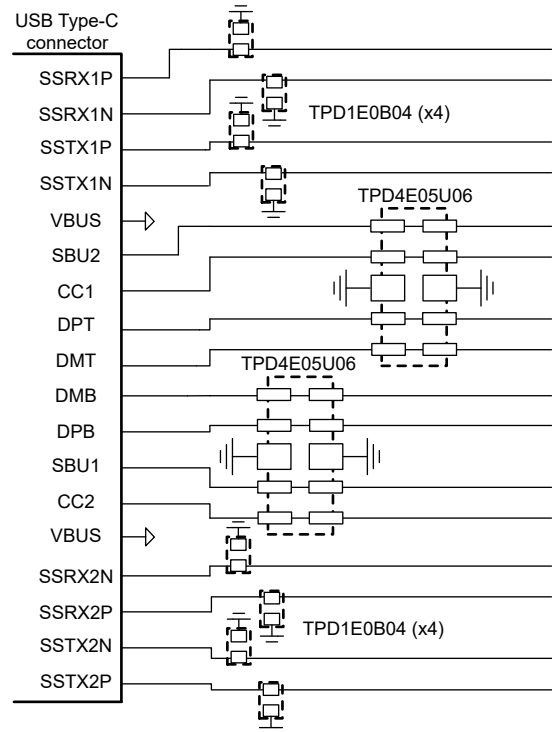 USB Type-C
connector
SSRX1P
SSRX1N
TPD1E0B04 (x4)
SSTX1P
SSTX1N
TPD4E05U06
VBUS
SBU2
CC1
DPT
DMT
TPD4E05U06
DMB
DPB
SBU1
CC2
VBUS
SSRX2N
SSRX2P
TPD1E0B04 (x4)
SSTX2N
SSTX2P